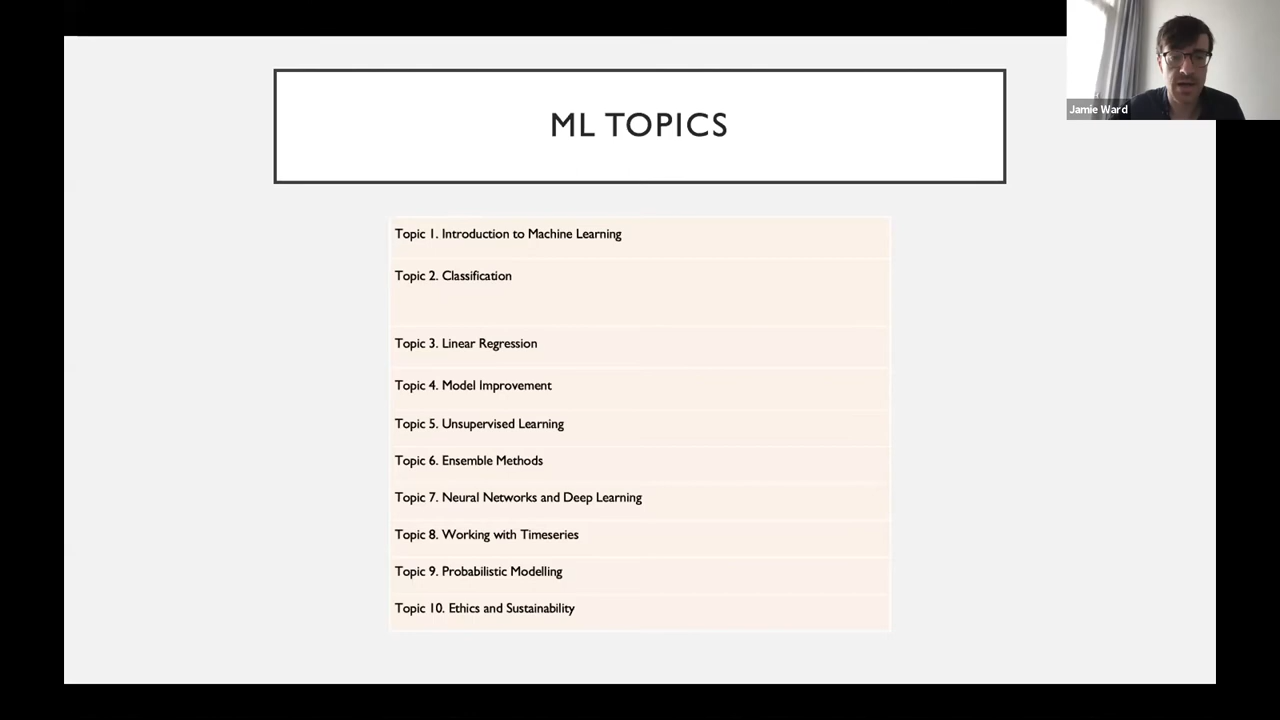 ML TOPICS
Jamie Ward
Topic 1. Introduction to Machine Learning
Topic 2. Classification
Topic 3. Linear Regression
Topic 4. Model Improvement
Topic 5. Unsupervised Learning
Topic 6. Ensemble Methods
Topic 7. Neural Networks and Deep Learning
Topic 8. Working with Timeseries
Topic 9. Probabilistic Modelling
Topic 10. Ethics and Sustainability